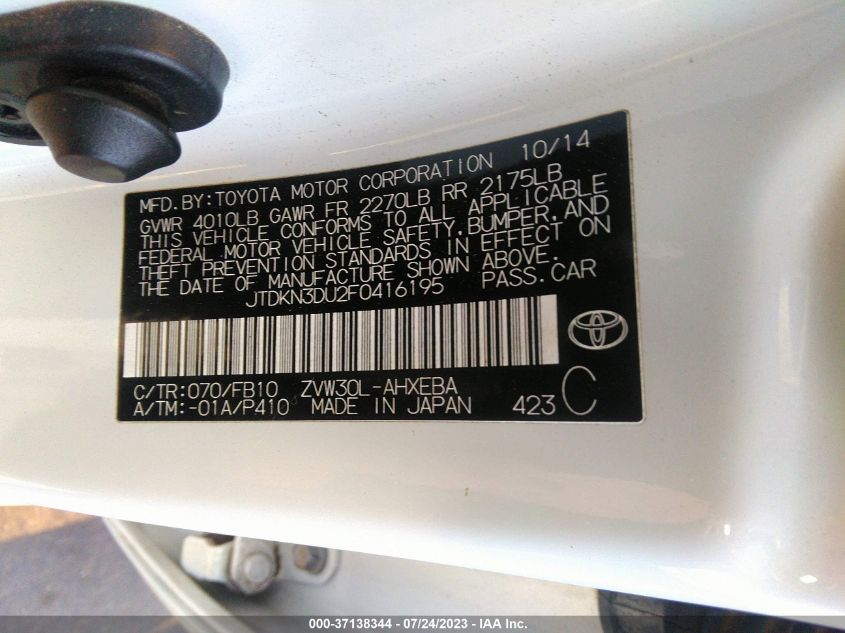 MFD. BY: TOYOTA MOTOR CORPORATION 10/14
GVWR 4010LB GAWR FR 2270LB RR 2175LB
THIS VEHICLE CONFORMS TO ALL APPLICABLE
FEDERAL MOTOR VEHICLE SAFETY, BUMPER, AND
THEFT PREVENTION STANDARDS IN EFFECT ON
THE DATE OF MANUFACTURE SHOWN ABOVE.
JTDKN3DU2F0416195 PASS. CAR
C/TR: 070/FB10 ZVW30L-AHXEBA
A/TM: -01A/P410 MADE IN JAPAN 423 C
000-37138344 / 07/24/2023 - IAA Inc.